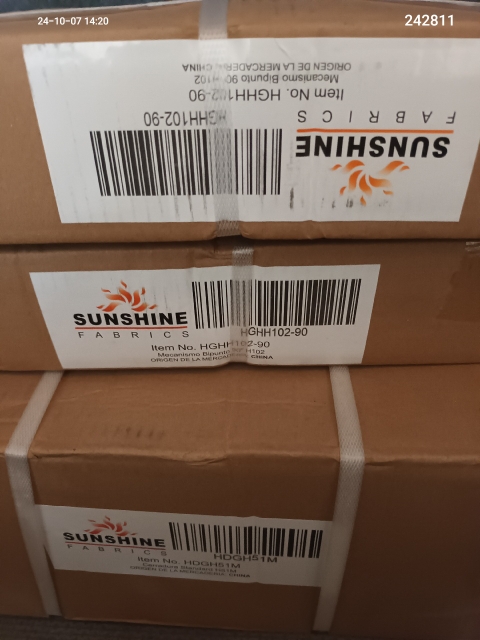 24-10-07 14:20
242811
SUNSHINE
FABRICS
HGHH102-90
Item No. HGHH102-90
Mecanismo Bipunto 90° H102
ORIGEN DE LA MERCADERIA: CHINA
SUNSHINE
FABRICS
HGHH102-90
Item No. HGHH102-90
Mecanismo Bipunto H102
ORIGEN DE LA MERCADERIA: CHINA
SUNSHINE
FABRICS
HDGH51M
Item No. HDGH51M
ORIGEN DE LA MERCADERIA: CHINA